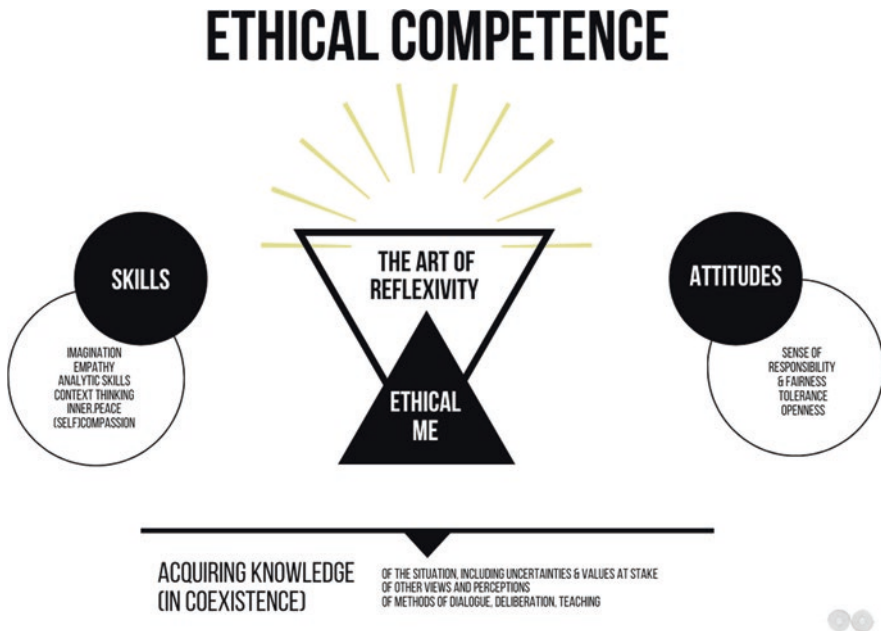 ETHICAL COMPETENCE
SKILLS
IMAGINATION
EMPATHY
ANALYTIC SKILLS
CONTEXT THINKING
INNER.PEACE
(SELF)COMPASSION
THE ART OF
REFLEXIVITY
ETHICAL
ME
ATTITUDES
SENSE OF
RESPONSIBILITY
& FAIRNESS
TOLERANCE
OPENNESS
ACQUIRING KNOWLEDGE
(IN COEXISTENCE)
OF THE SITUATION, INCLUDING UNCERTAINTIES & VALUES AT STAKE
OF OTHER VIEWS AND PERCEPTIONS
OF METHODS OF DIALOGUE, DELIBERATION, TEACHING